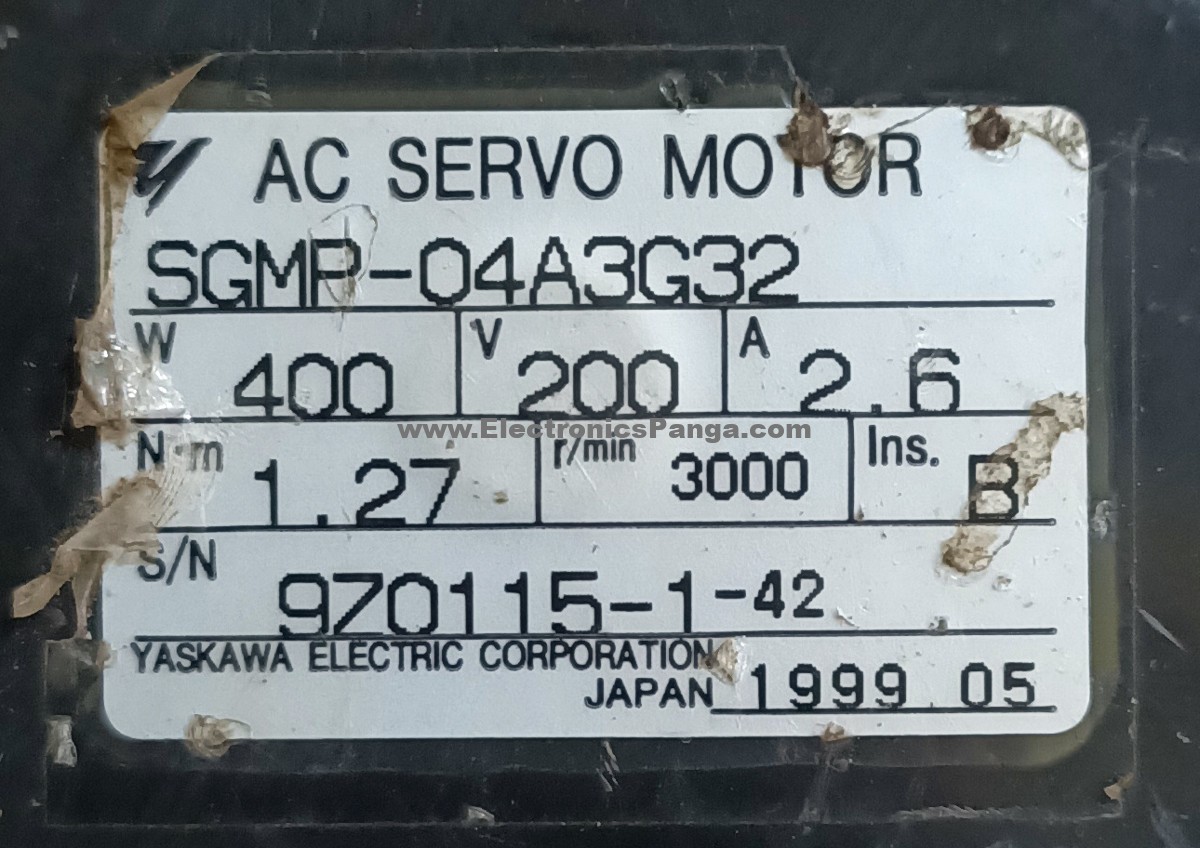 AC SERVO MOTOR
SGMP-04A3G32
W 400 V 200 A 2.6
www.ElectronicsPanga.com
N·m 1.27 r/min 3000 Ins. B
S/N 9Z0115-1-42
YASKAWA ELECTRIC CORPORATION
JAPAN 1999 05